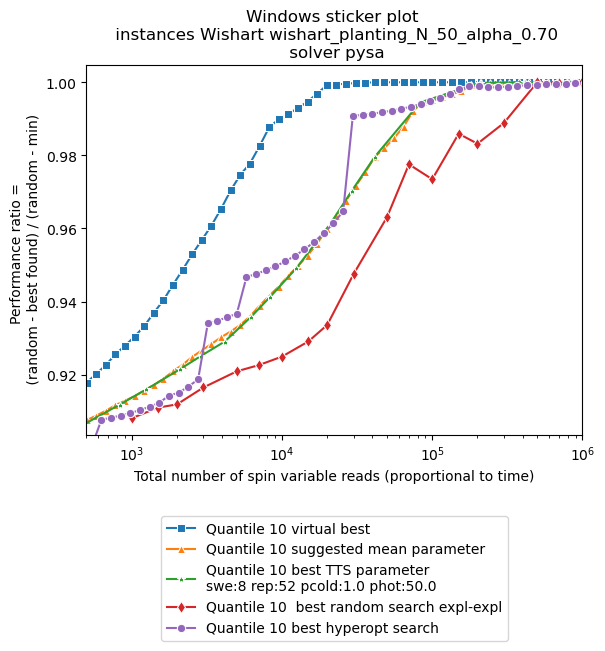 Windows sticker plot
instances Wishart wishart_planting_N_50_alpha_0.70
solver pysa
Performance ratio =
(random - best found) / (random - min)
1.00
0.98
0.96
0.94
0.92
10³
10⁴
10⁵
10⁶
Total number of spin variable reads (proportional to time)
Quantile 10 virtual best
Quantile 10 suggested mean parameter
Quantile 10 best TTS parameter
swe:8 rep:52 pcold:1.0 phot:50.0
Quantile 10  best random search expl-expl
Quantile 10 best hyperopt search